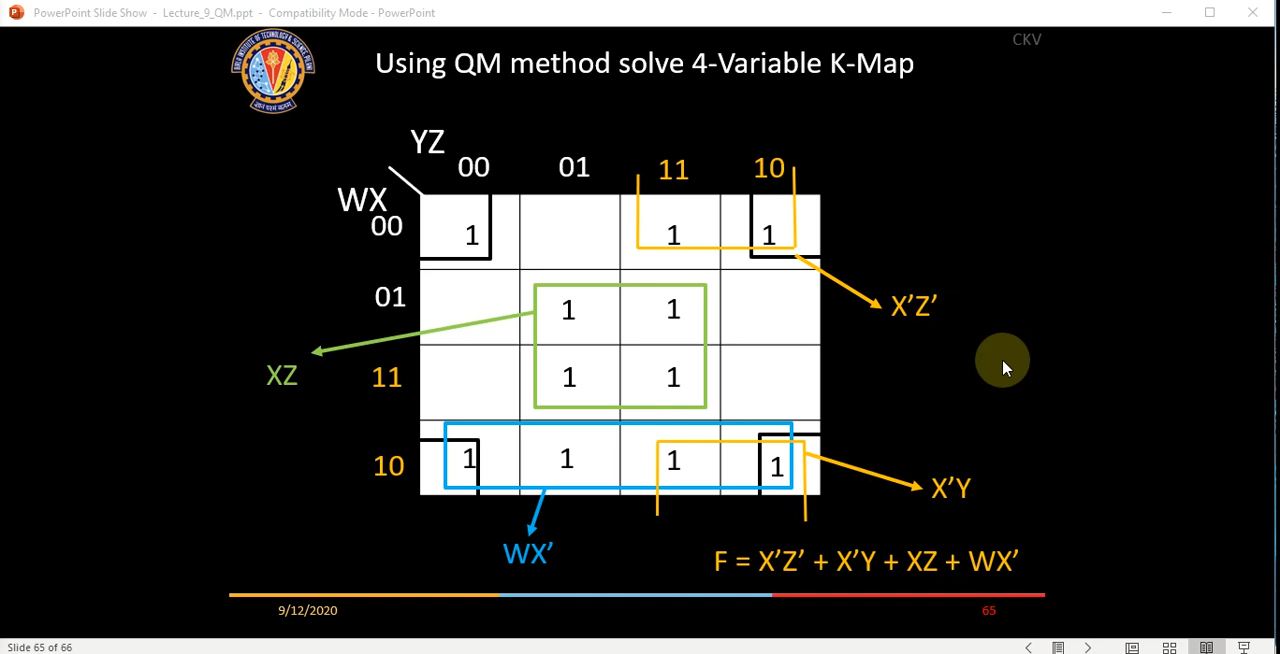 PowerPoint Slide Show - Lecture_9_QM.ppt - Compatibility Mode - PowerPoint
CKV
Using QM method solve 4-Variable K-Map
YZ
00 01 11 10
WX
00 1 1 1
01 1 1
X'Z'
XZ
11 1 1
10 1 1 1 1
X'Y
WX'
F = X'Z' + X'Y + XZ + WX'
9/12/2020 65
Slide 65 of 66